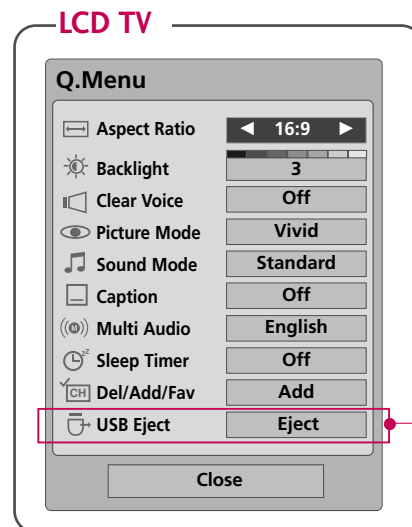 LCD TV
Q.Menu
Aspect Ratio ◀ 16:9 ▶
Backlight 3
Clear Voice Off
Picture Mode Vivid
Sound Mode Standard
Caption Off
Multi Audio English
Sleep Timer Off
CH Del/Add/Fav Add
USB Eject Eject
Close